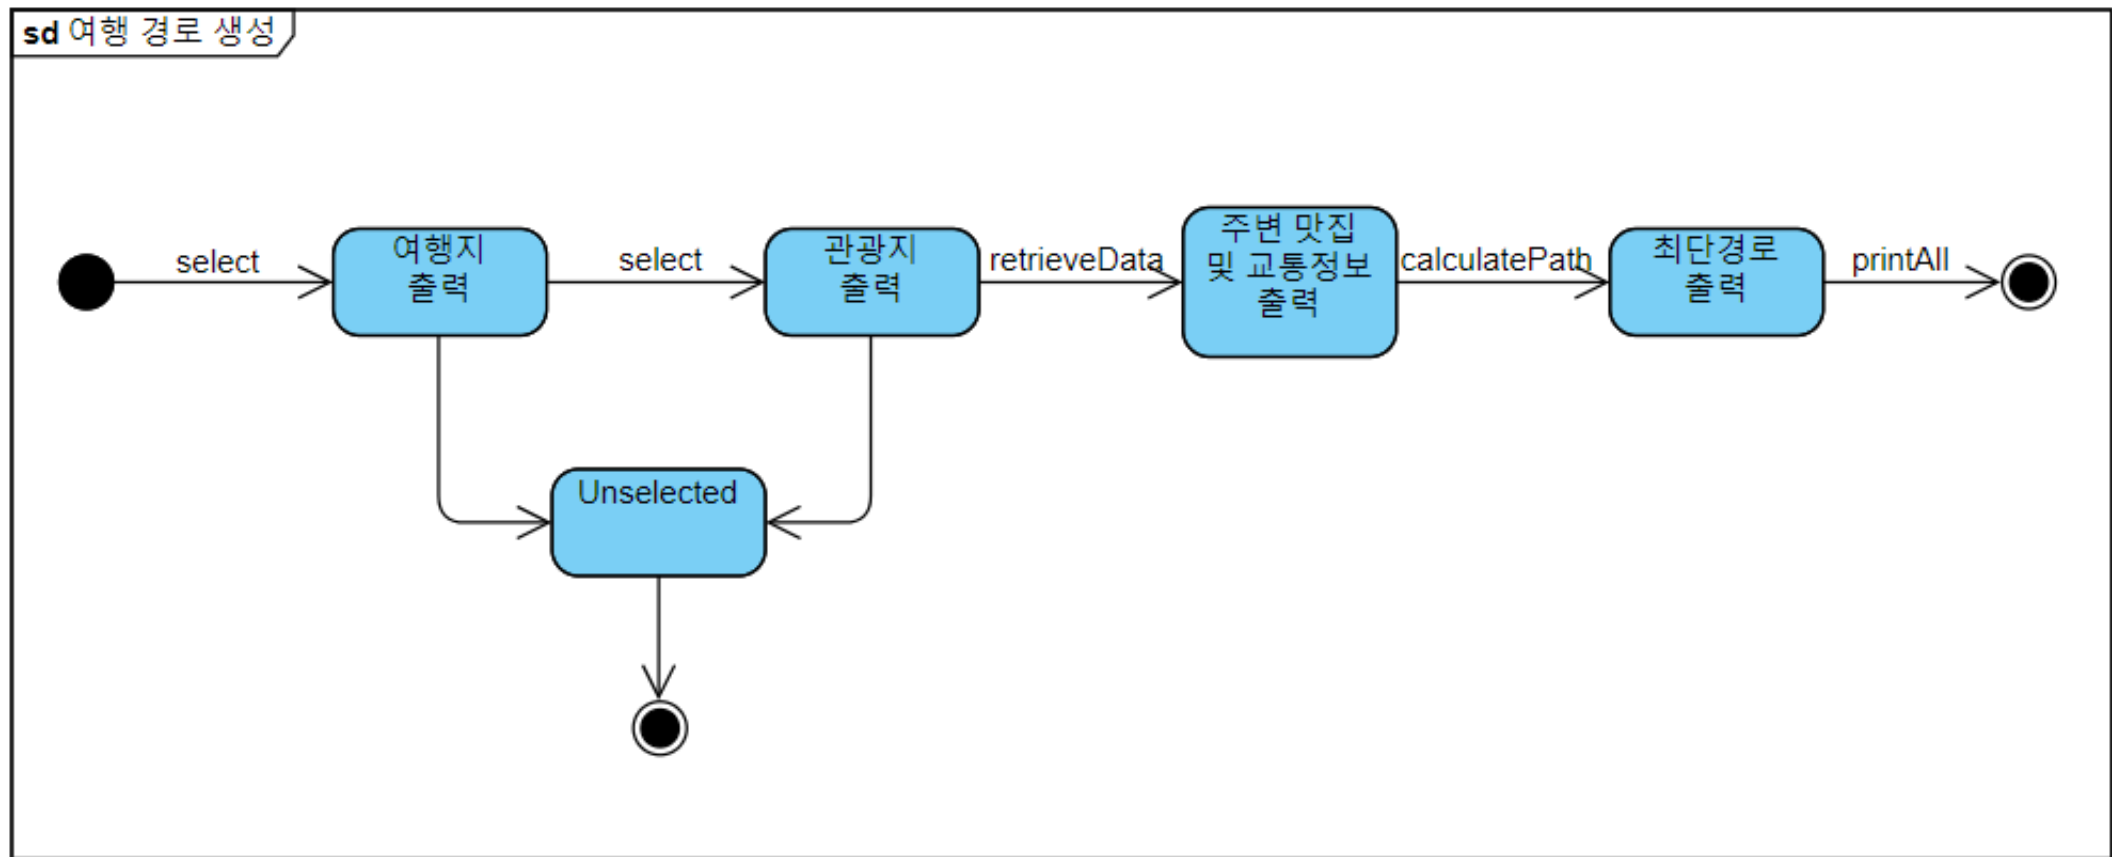 sd 여행 경로 생성
select
여행지
출력
select
관광지
출력
retrieveData
주변 맛집
및 교통정보
출력
calculatePath
최단경로
출력
printAll
Unselected